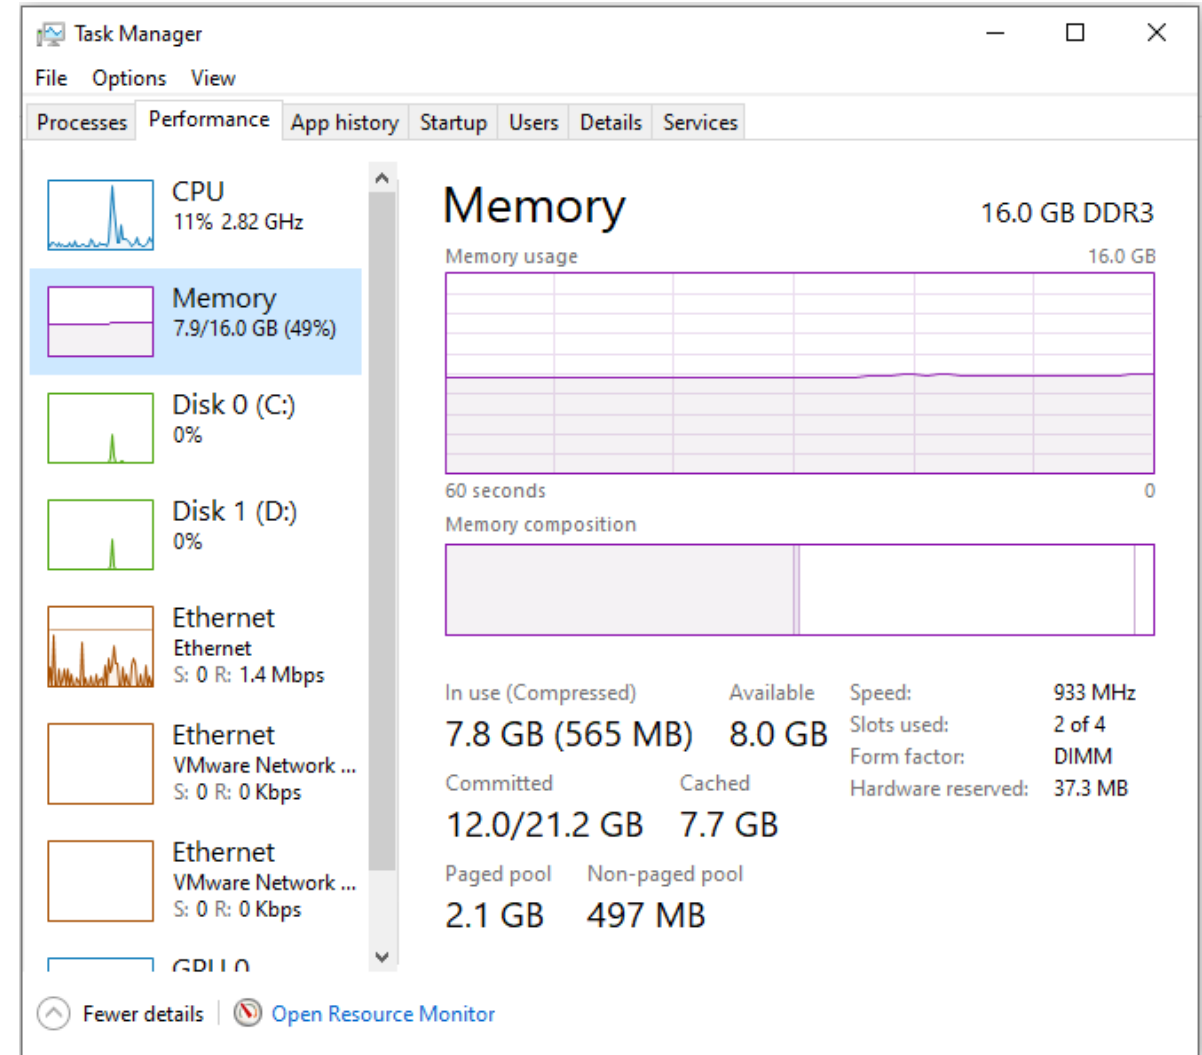 Task Manager
File Options View
Processes Performance App history Startup Users Details Services
CPU
11% 2.82 GHz
Memory
7.9/16.0 GB (49%)
Disk 0 (C:)
0%
Disk 1 (D:)
0%
Ethernet
Ethernet
S: 0 R: 1.4 Mbps
Ethernet
VMware Network ...
S: 0 R: 0 Kbps
Ethernet
VMware Network ...
S: 0 R: 0 Kbps
GPU 0
Memory 16.0 GB DDR3
Memory usage 16.0 GB
60 seconds 0
Memory composition
In use (Compressed) Available
7.8 GB (565 MB) 8.0 GB
Committed Cached
12.0/21.2 GB 7.7 GB
Paged pool Non-paged pool
2.1 GB 497 MB
Speed: 933 MHz
Slots used: 2 of 4
Form factor: DIMM
Hardware reserved: 37.3 MB
Fewer details Open Resource Monitor